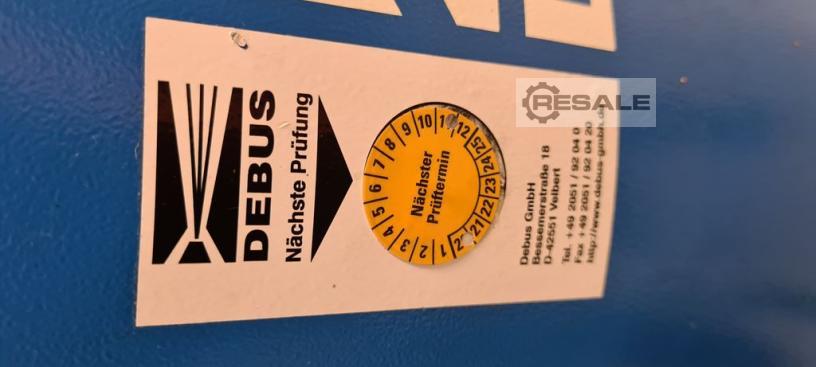 DEBUS
Nächste Prüfung
1 2 3 4 5 6 7 8 9 10 12
25 24 23 22 21
Nächster
Prüftermin
Debus GmbH
Bessemerstraße 18
D-42551 Velbert
Tel. +49 2051 / 92 04 0
Fax +49 2051 / 92 04 20
http://www.debus-gmbh.de
RESALE